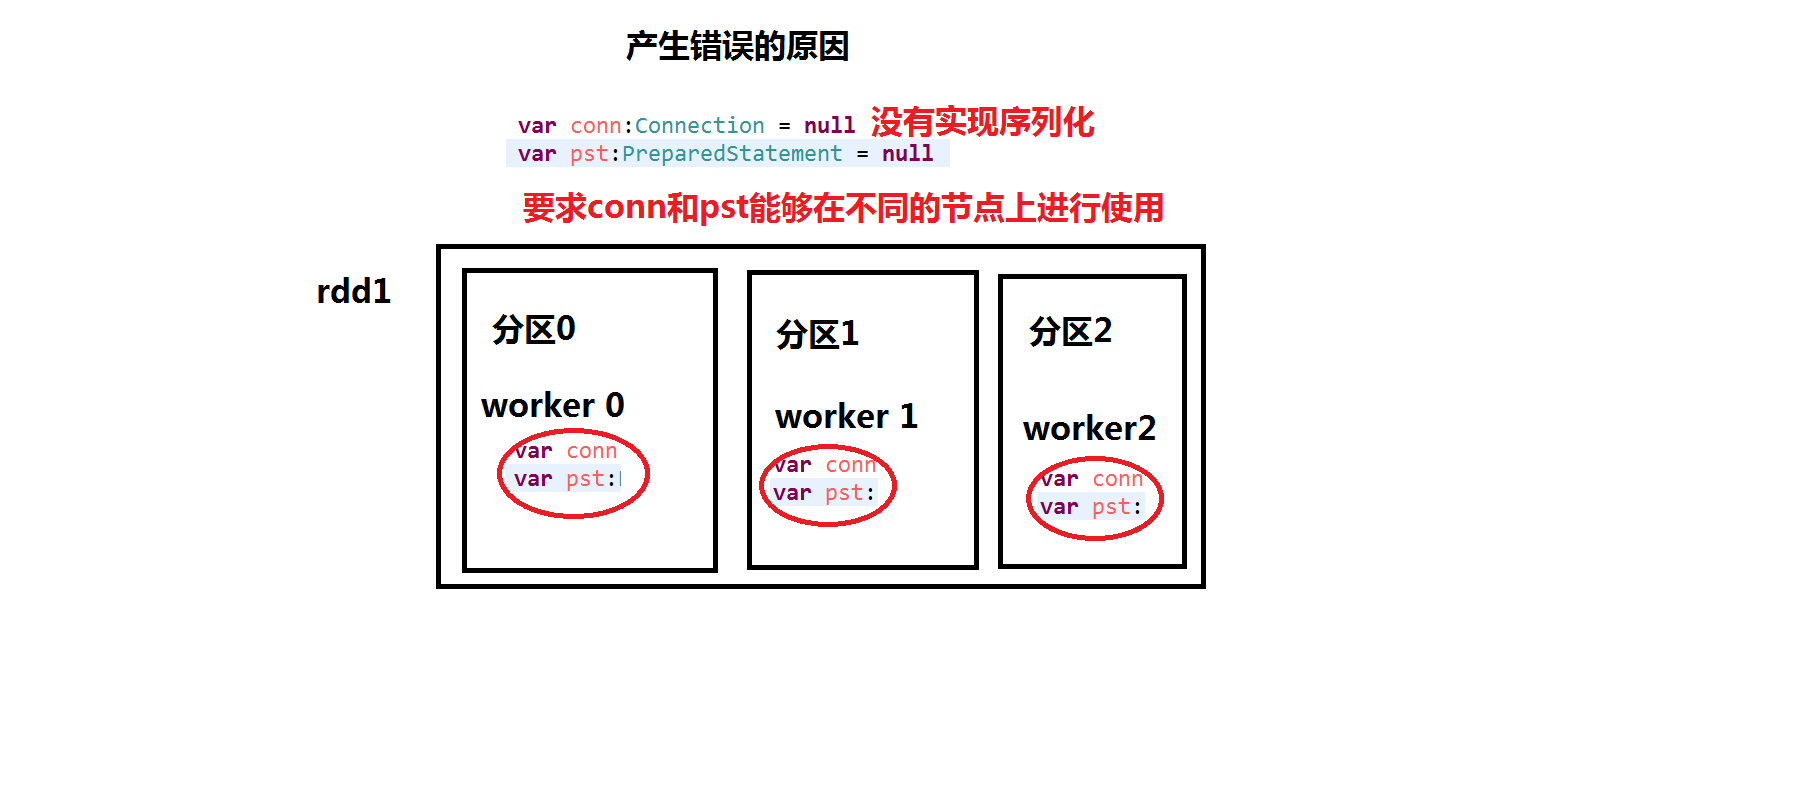 产生错误的原因
var conn:Connection = null 没有实现序列化
var pst:PreparedStatement = null
要求conn和pst能够在不同的节点上进行使用
rdd1
分区0
worker 0
var conn
var pst:
分区1
worker 1
var conn
var pst:
分区2
worker2
var conn
var pst: